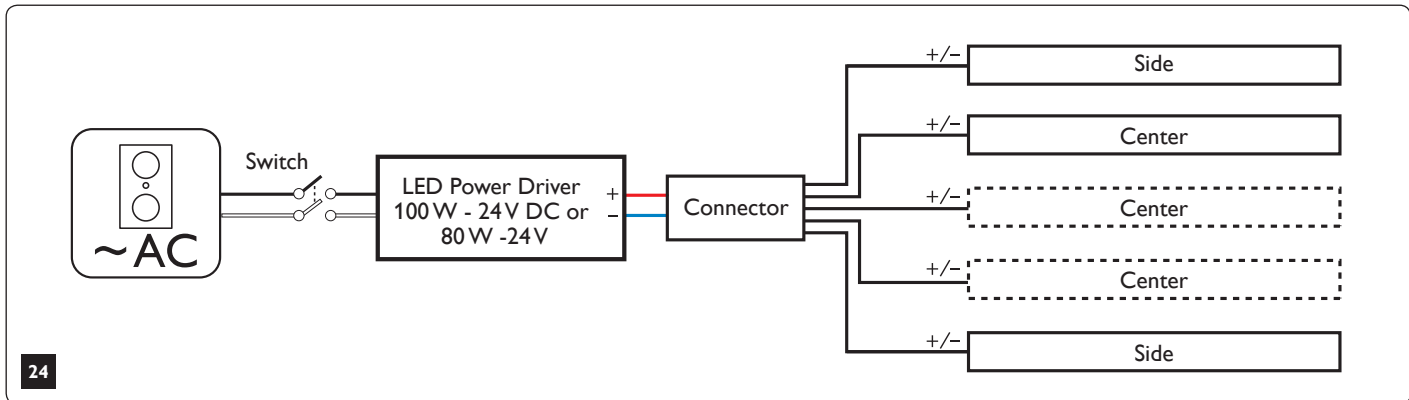 +/– Side
+/– Center
Switch
LED Power Driver
100 W - 24 V DC or
80 W -24 V
+
–
Connector
+/– Center
~AC
+/– Center
+/– Side
24